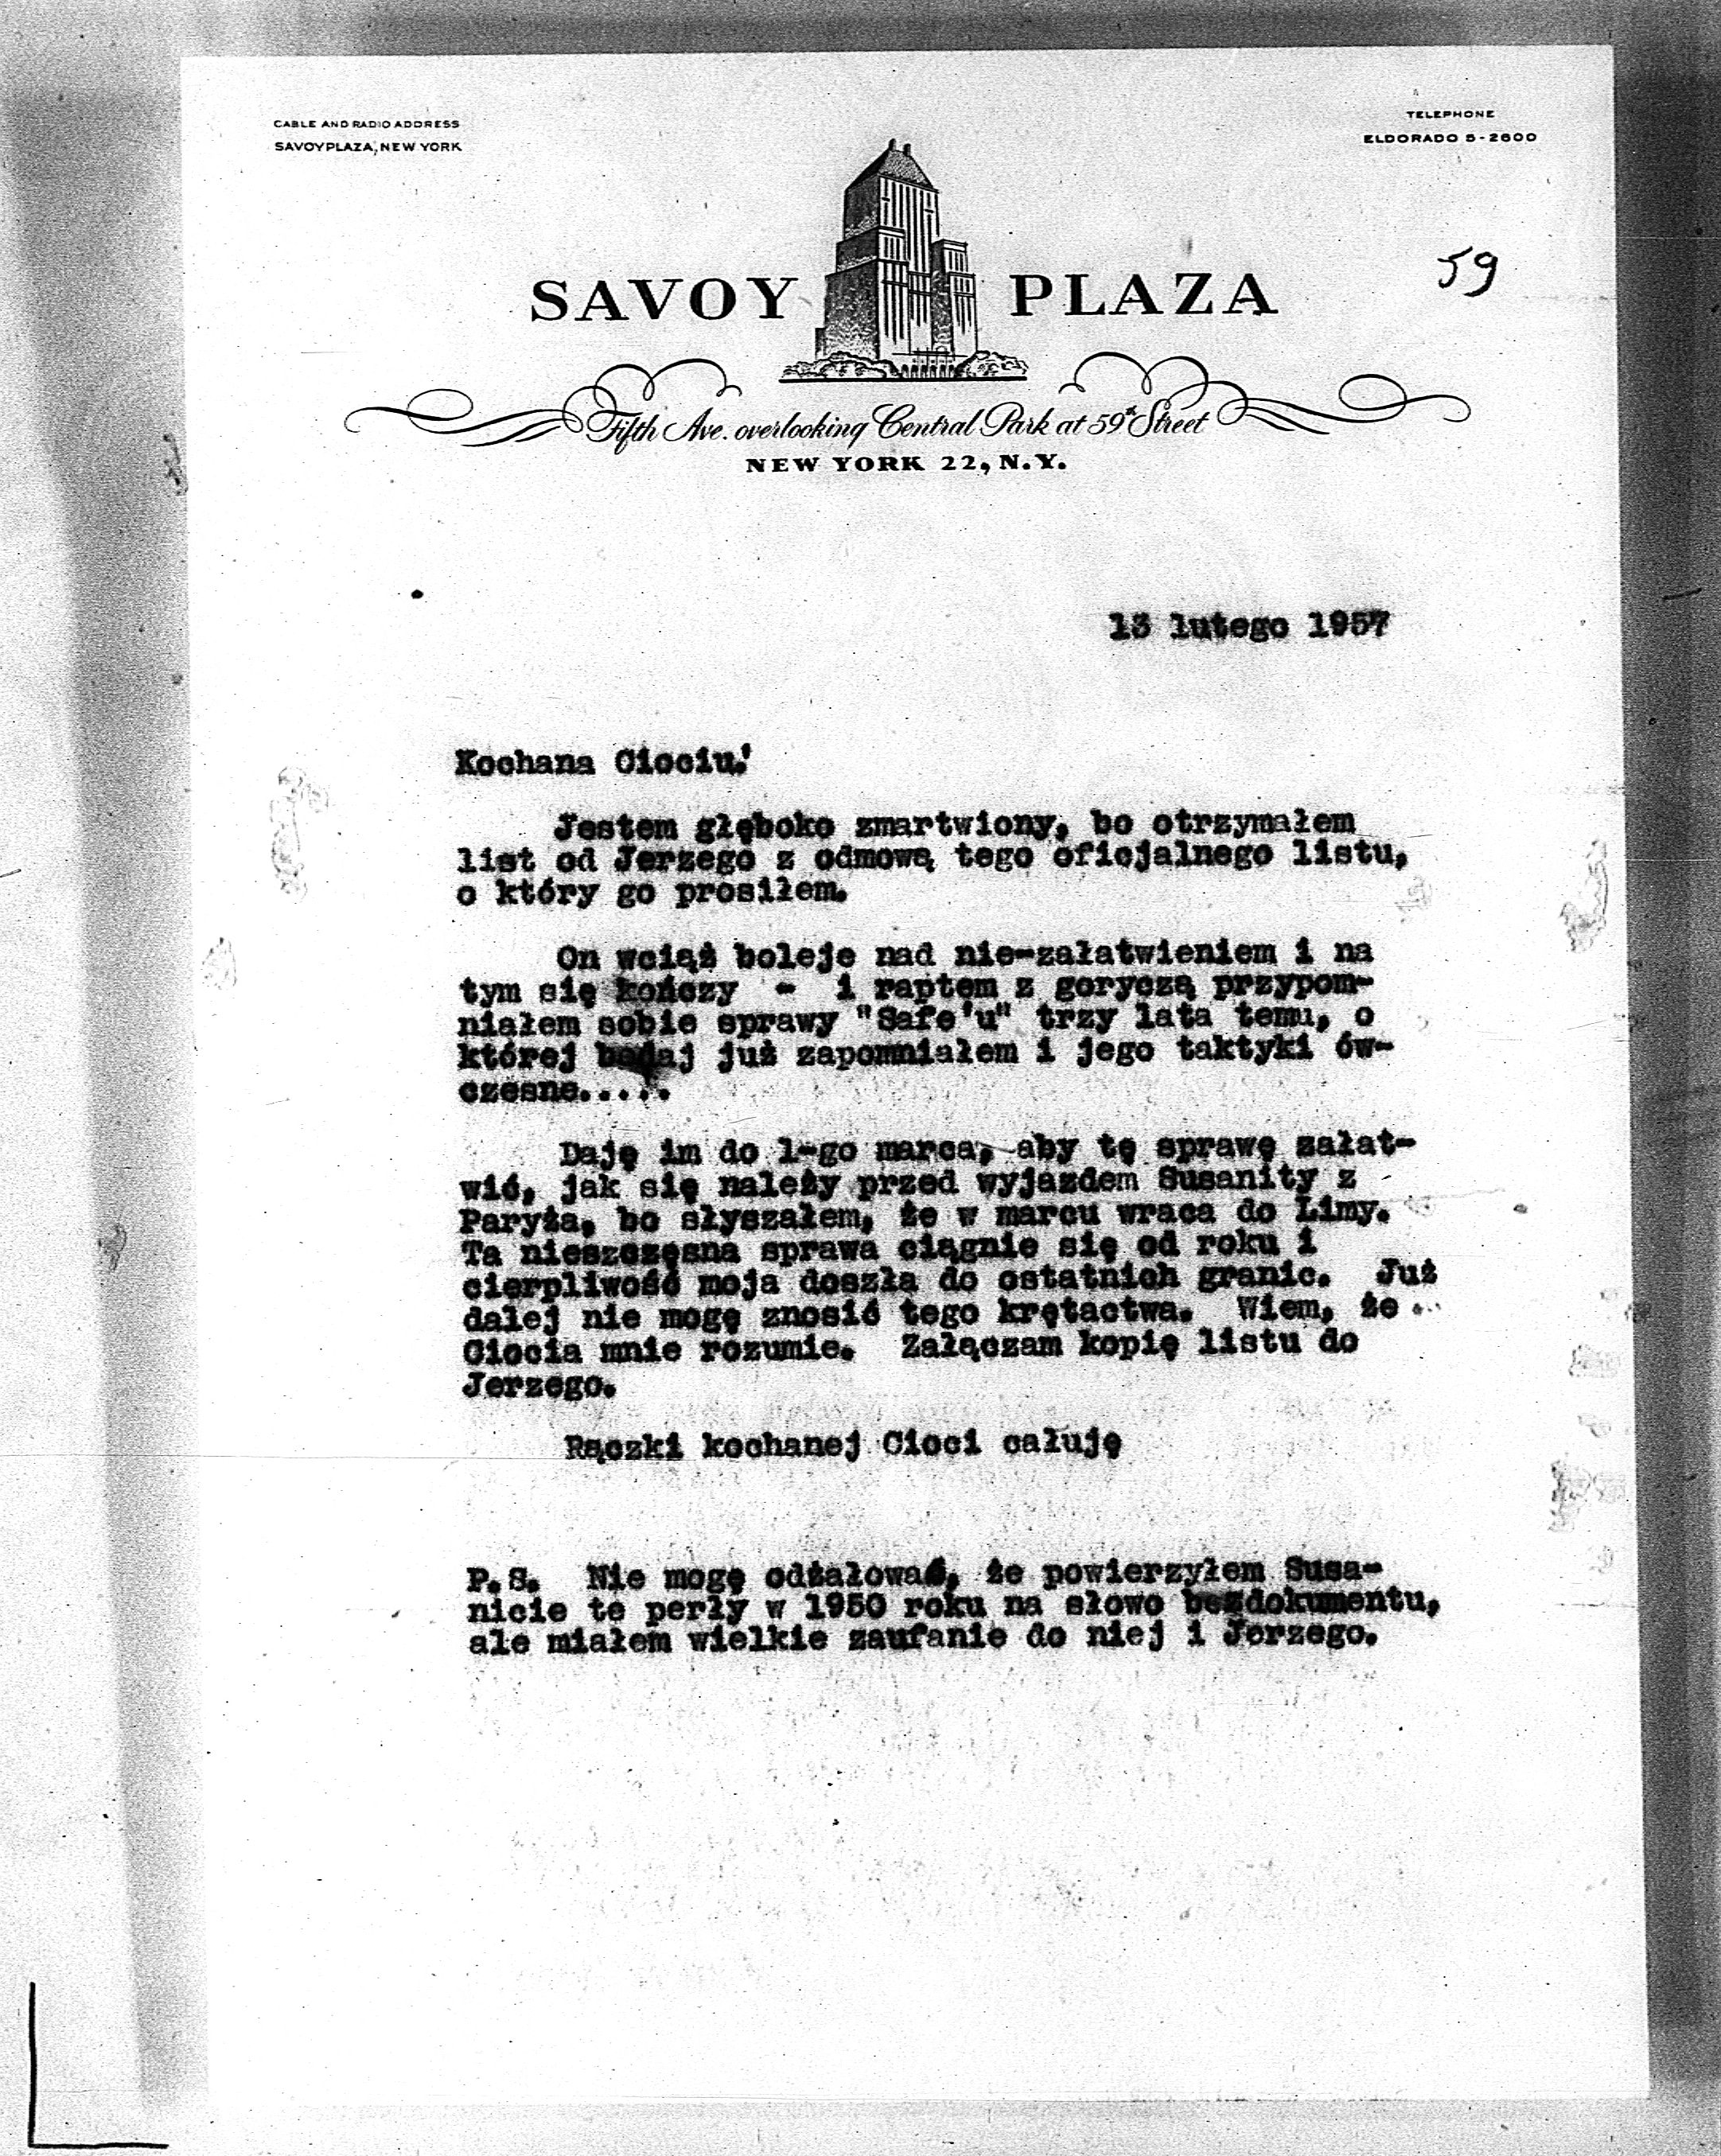 CABLE AND RADIO ADDRESS
SAVOYPLAZA, NEW YORK
TELEPHONE
ELDORADO 5-2600
59
SAVOY PLAZA
Fifth Ave. overlooking Central Park at 59th Street
NEW YORK 22, N.Y.
13 lutego 1957
Kochana Ciociu!
Jestem głęboko zmartwiony, bo otrzymałem
list od Jerzego z odmową tego oficjalnego listu,
o który go prosiłem.
On wciąż boleje nad nie-załatwieniem i na
tym się kończy - i raptem z goryczą przypom-
niałem sobie sprawy "Safe'u" trzy lata temu, o
której bodaj już zapomniałem i jego taktyki ów-
czesne.....
Daję im do 1-go marca, aby tę sprawę załat-
wić, jak się należy przed wyjazdem Susanity z
Paryża, bo słyszałem, że w marcu wraca do Limy.
Ta nieszczęsna sprawa ciągnie się od roku i
cierpliwość moja doszła do ostatnich granic. Już
dalej nie mogę znosić tego krętactwa. Wiem, że
Ciocia mnie rozumie. Załączam kopię listu do
Jerzego.
Rączki kochanej Cioci całuję
P.S. Nie mogę odżałować, że powierzyłem Susa-
nicie te perły w 1950 roku na słowo bezdokumentu,
ale miałem wielkie zaufanie do niej i Jerzego.